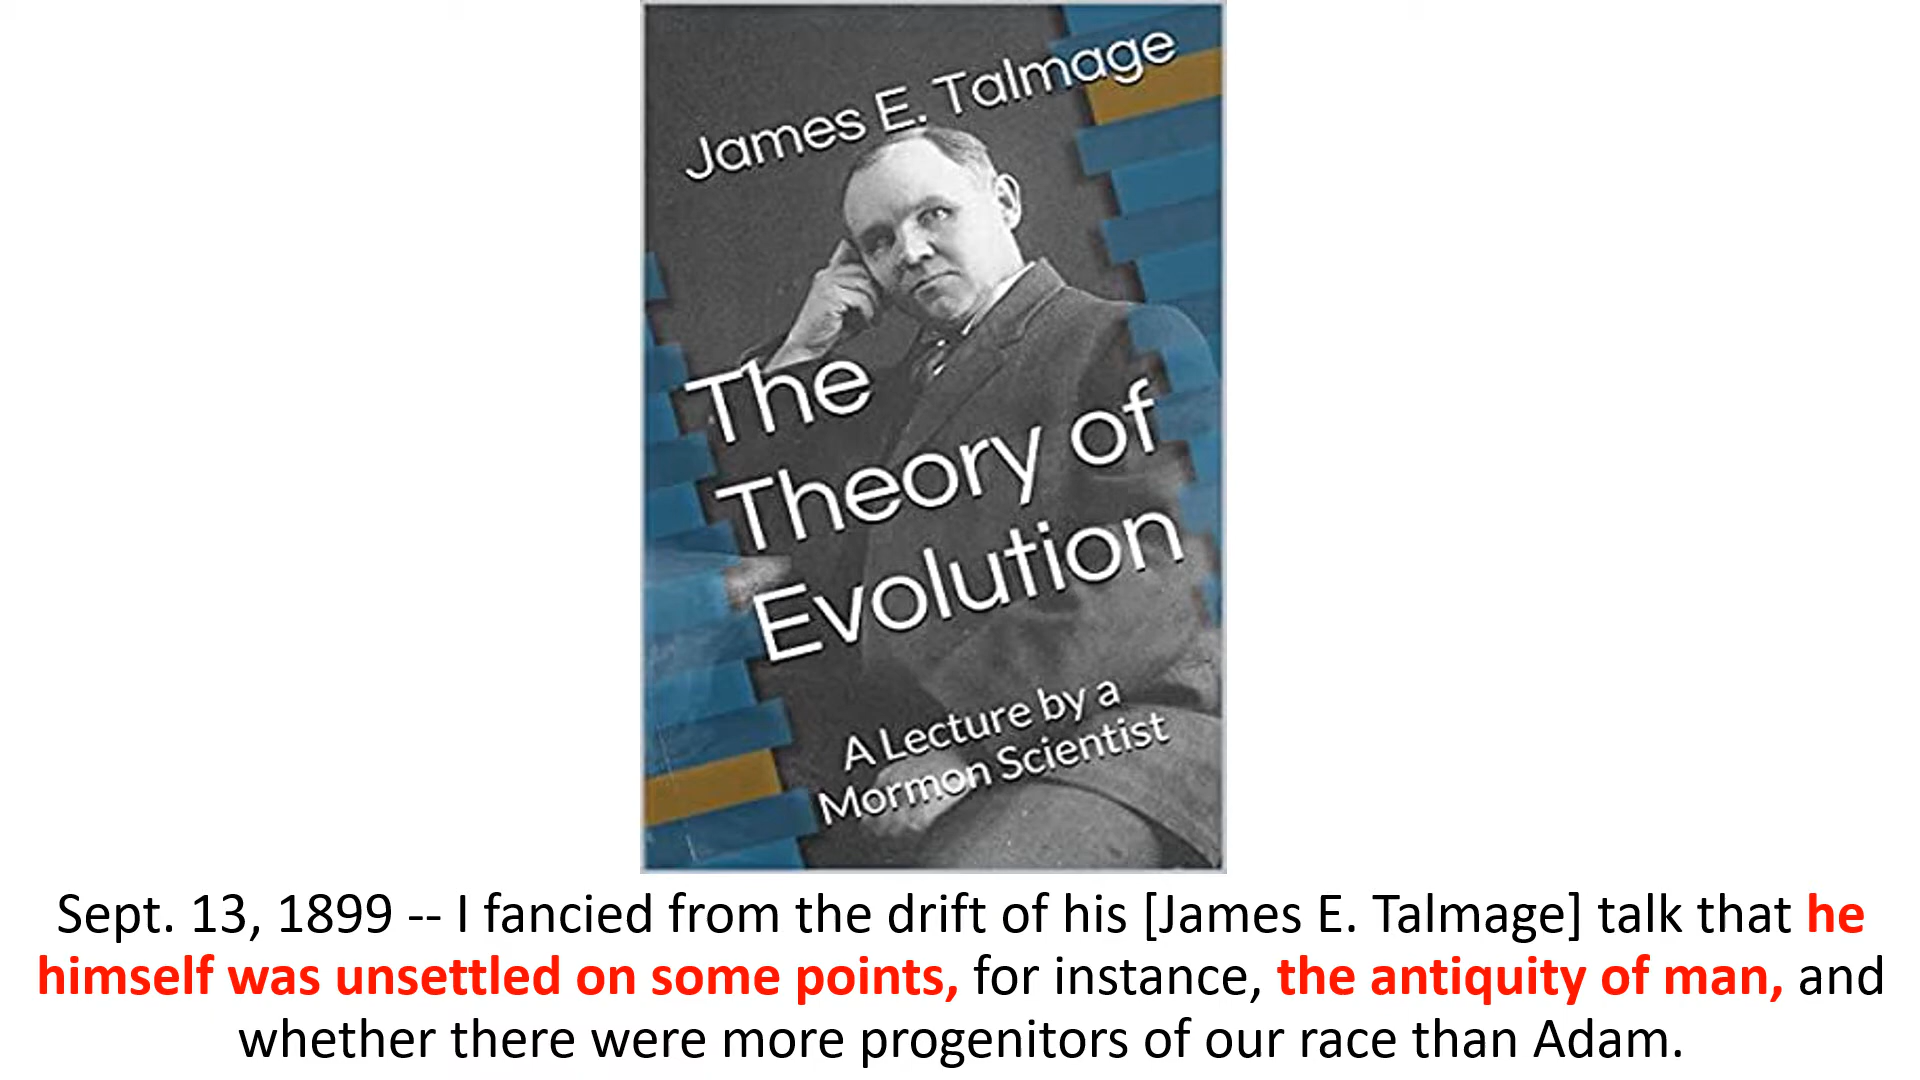 James E. Talmage
The
Theory of
Evolution
A Lecture by a
Mormon Scientist
Sept. 13, 1899 -- I fancied from the drift of his [James E. Talmage] talk that he
himself was unsettled on some points, for instance, the antiquity of man, and
whether there were more progenitors of our race than Adam.